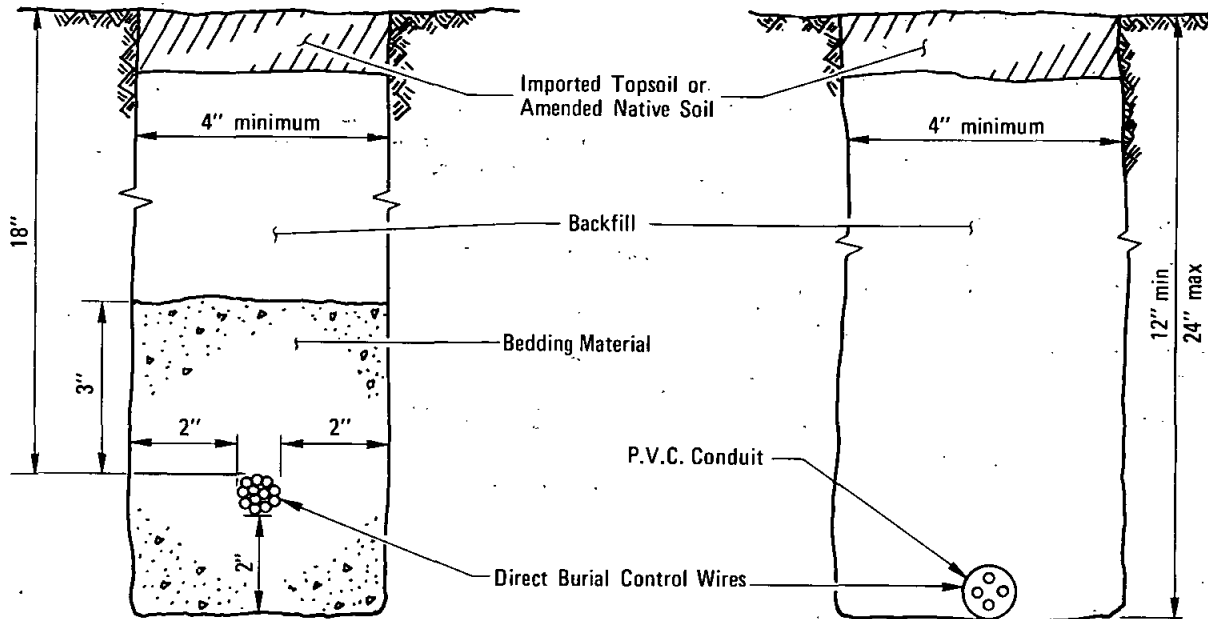 Imported Topsoil or
Amended Native Soil
4" minimum
4" minimum
18"
Backfill
12" min
24" max
Bedding Material
3"
2"
2"
P.V.C. Conduit
2"
Direct Burial Control Wires